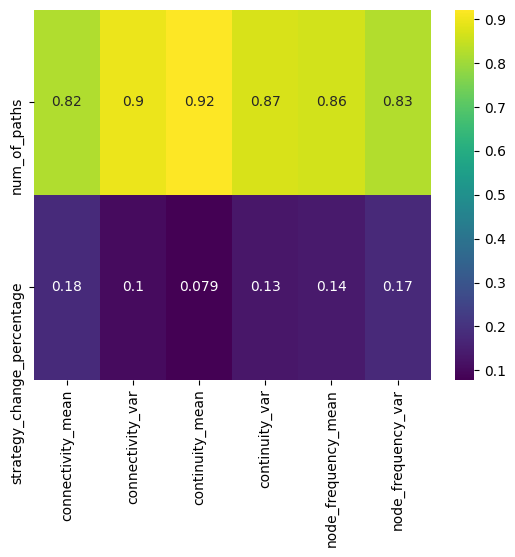 num_of_paths
0.82 0.9 0.92 0.87 0.86 0.83
strategy_change_percentage
0.18 0.1 0.079 0.13 0.14 0.17
connectivity_mean
connectivity_var
continuity_mean
continuity_var
node_frequency_mean
node_frequency_var
0.9
0.8
0.7
0.6
0.5
0.4
0.3
0.2
0.1